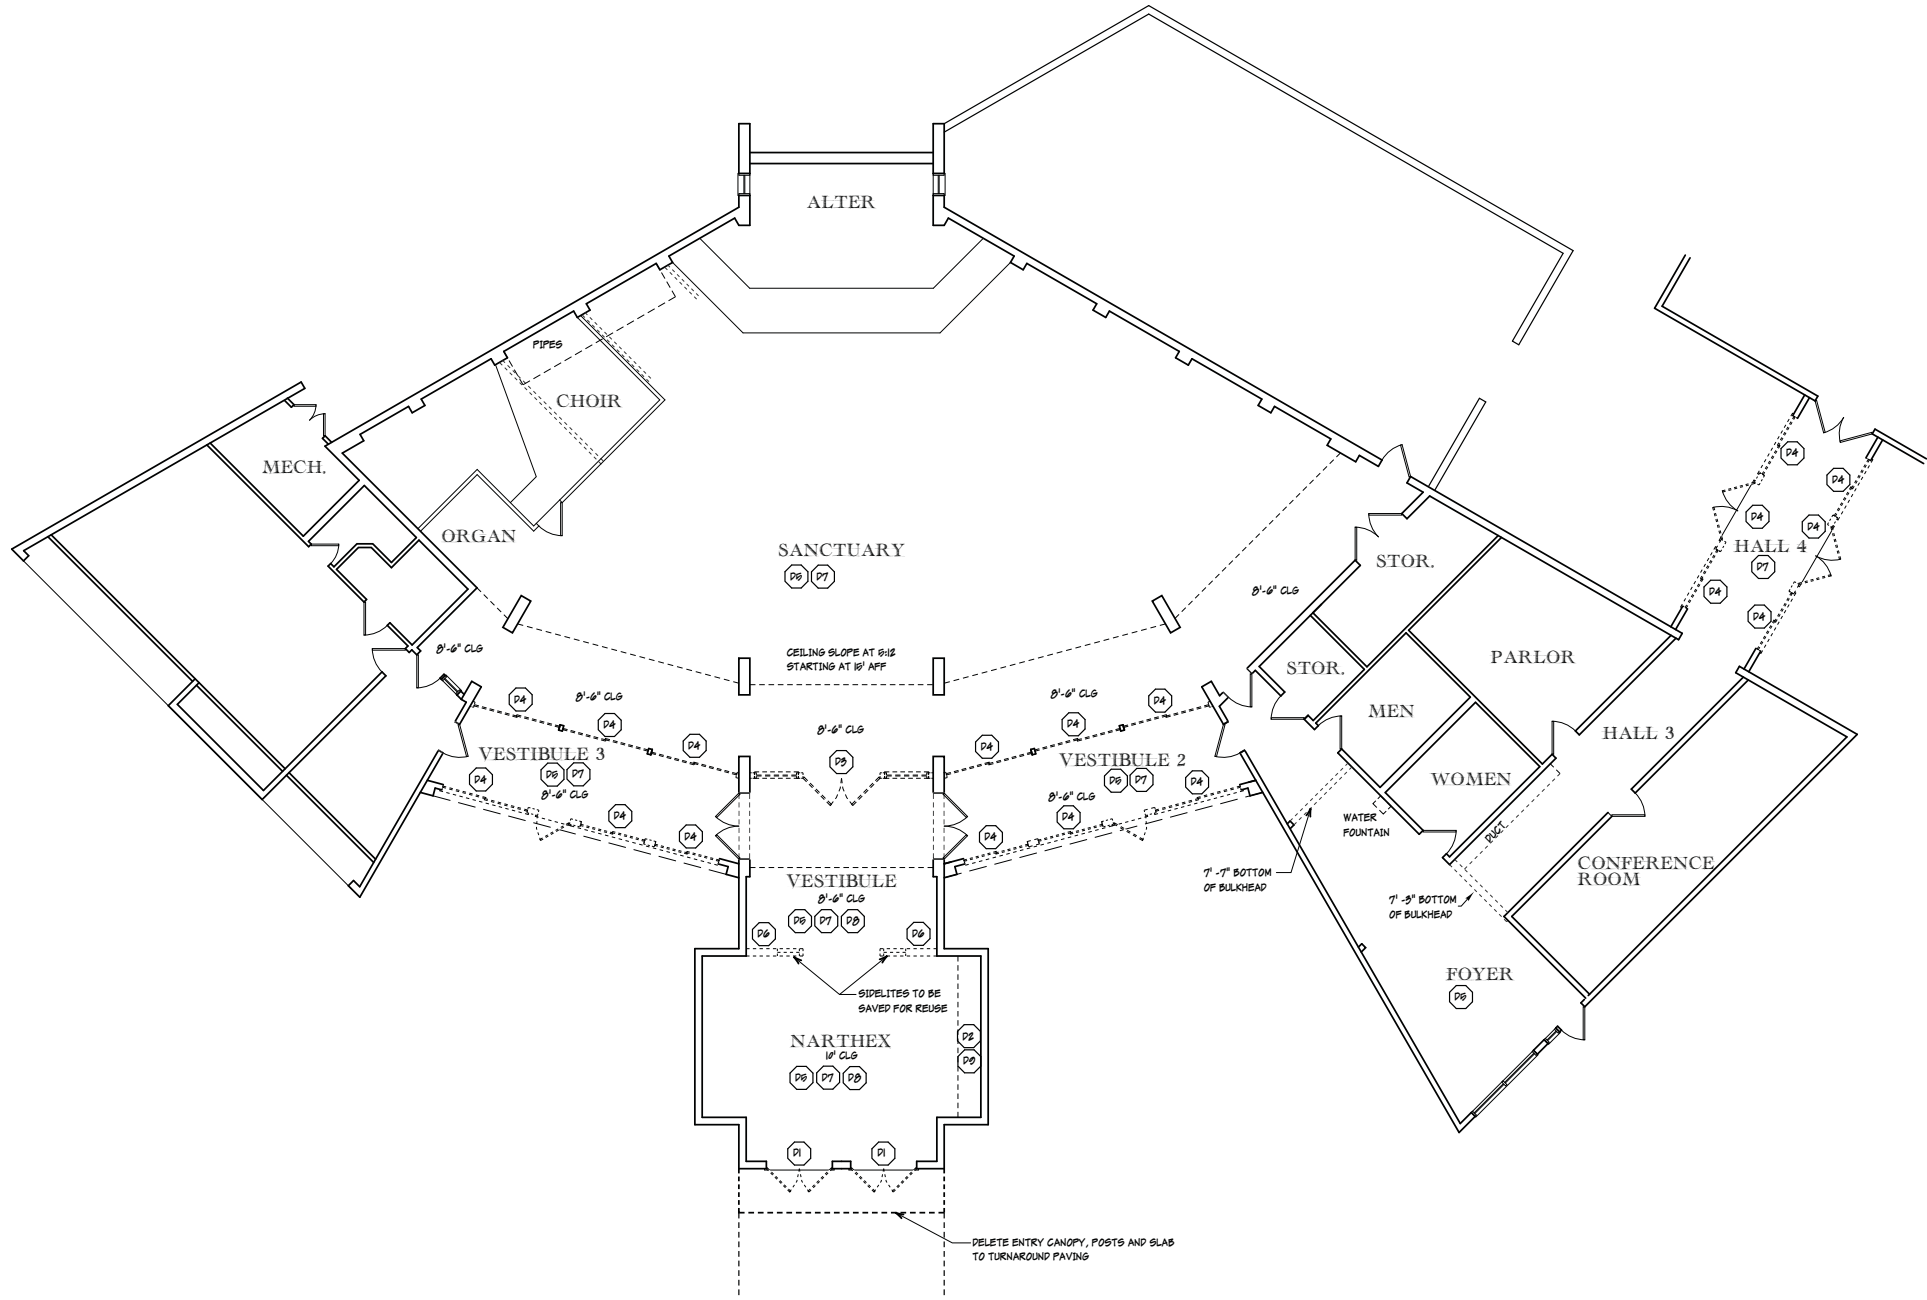 ALTER
PIPES
CHOIR
MECH.
D4
D4
ORGAN
D4
D4
SANCTUARY
HALL 4
D5 D7
STOR.
D7
8'-6" CLG
D4
D4
8'-6" CLG
CEILING SLOPE AT 5:12
STARTING AT 15' AFF
STOR.
PARLOR
D4
8'-6" CLG
8'-6" CLG
D4
MEN
D4
D4
8'-6" CLG
D4
HALL 3
D4
D4
VESTIBULE 3
D3
VESTIBULE 2
D4
D5 D7
D5 D7
D4
WOMEN
8'-6" CLG
8'-6" CLG
D4
D4
D4
D4
WATER
FOUNTAIN
DUCT
CONFERENCE
ROOM
7'-7" BOTTOM
OF BULKHEAD
VESTIBULE
8'-6" CLG
7'-3" BOTTOM
OF BULKHEAD
D5 D7 D8
D6
D6
FOYER
D5
SIDELITES TO BE
SAVED FOR REUSE
NARTHEX
10' CLG
D2
D9
D5 D7 D8
D1
D1
DELETE ENTRY CANOPY, POSTS AND SLAB
TO TURNAROUND PAVING